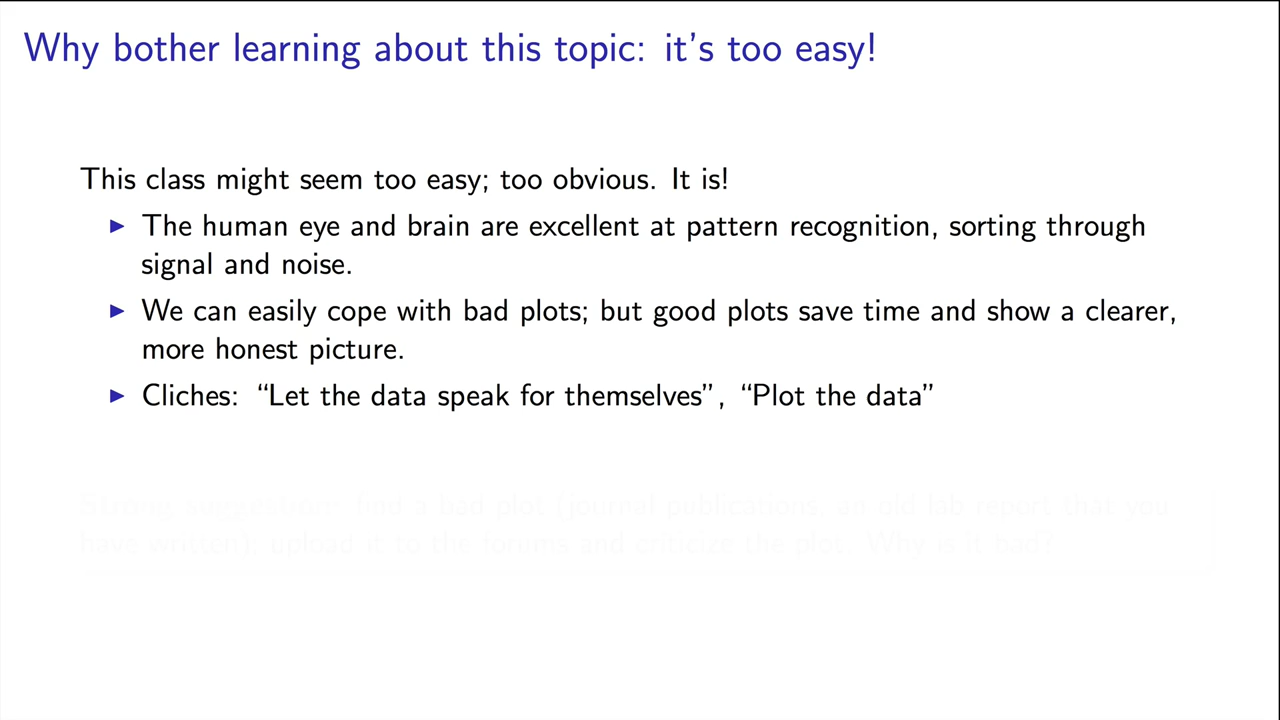 Why bother learning about this topic: it's too easy!
This class might seem too easy; too obvious. It is!
▶ The human eye and brain are excellent at pattern recognition, sorting through
signal and noise.
▶ We can easily cope with bad plots; but good plots save time and show a clearer,
more honest picture.
▶ Cliches: “Let the data speak for themselves”, “Plot the data”
Strong suggestion: find a bad plot (journal publications, an old lab report that you
have written); upload it to the forums and criticize the plot. Why is it bad?